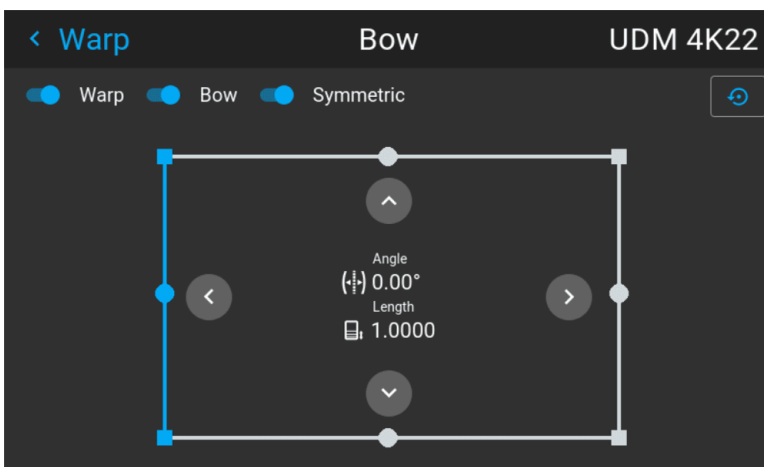 Warp Bow UDM 4K22
Warp Bow Symmetric
Angle
0.00°
Length
1.0000